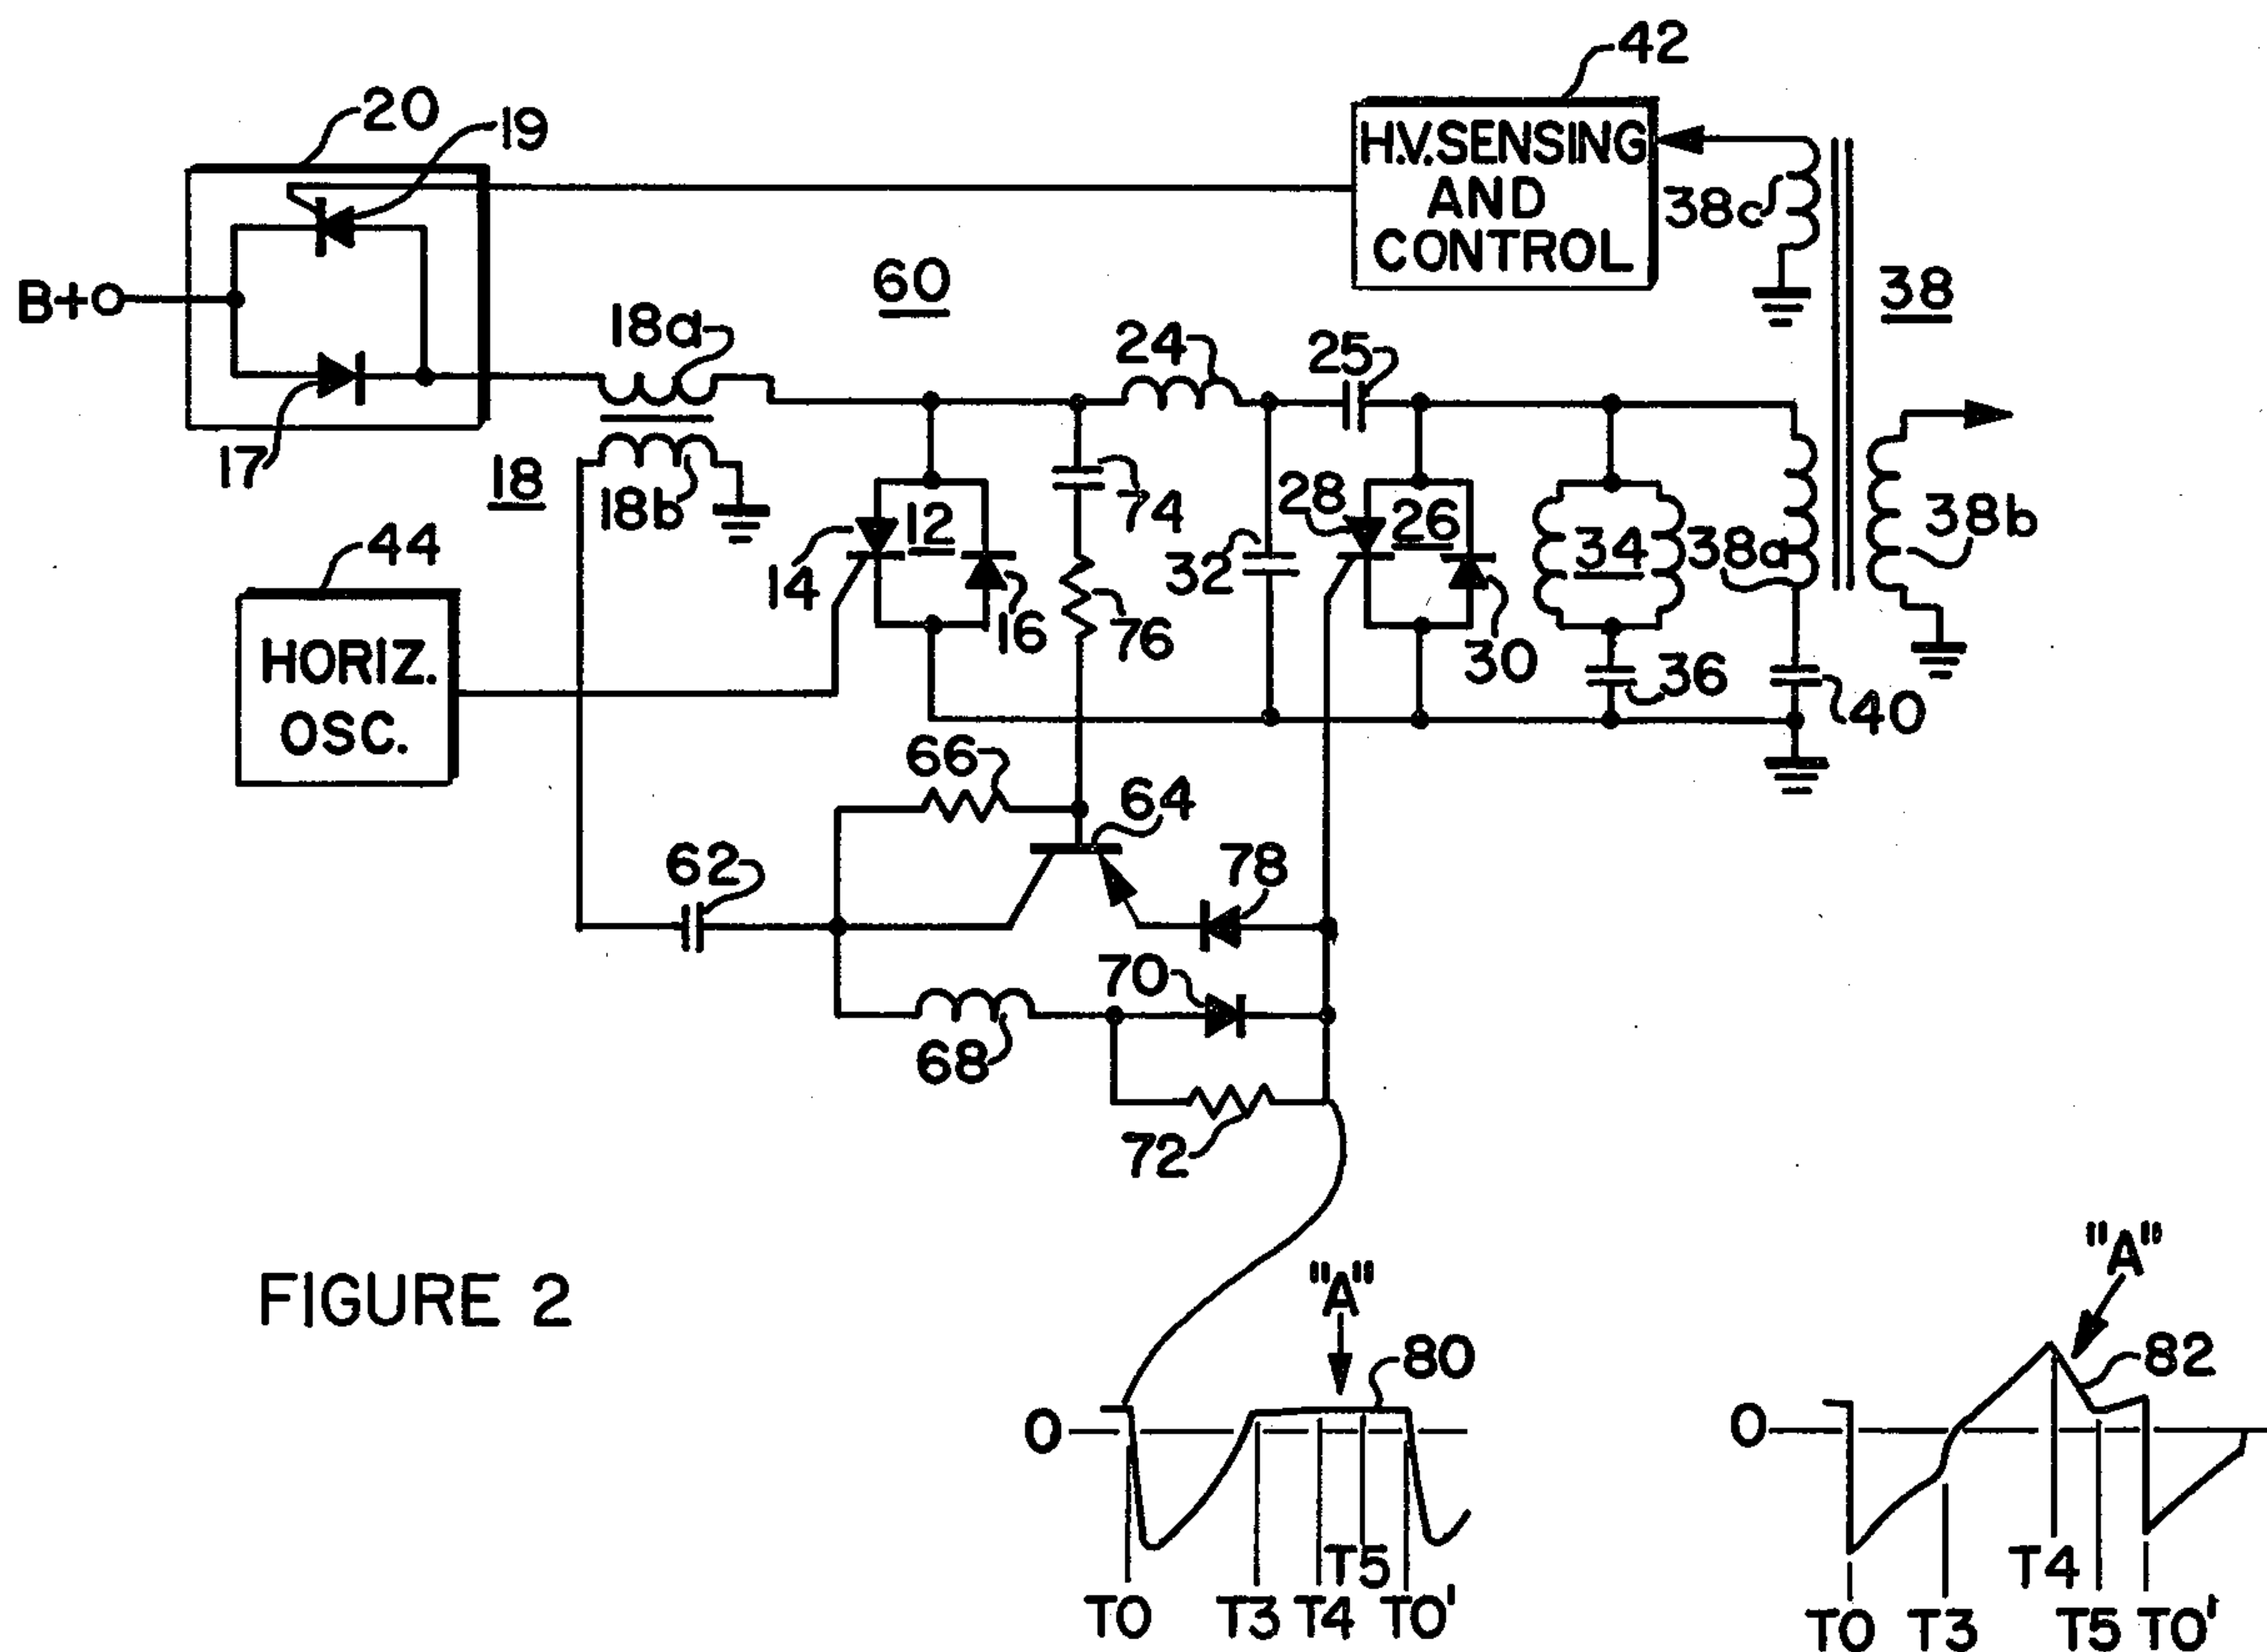 42
20
19
H.V. SENSING
AND
CONTROL
38c
B+
60
38
18a
24
25
17
18
18b
14
12
16
74
76
32
28
26
30
34
38a
38b
36
40
44
HORIZ.
OSC.
66
64
62
78
70
68
72
FIGURE 2
"A"
80
0
T0
T3
T4
T5
T0'
"A"
82
0
T0
T3
T4
T5
T0'